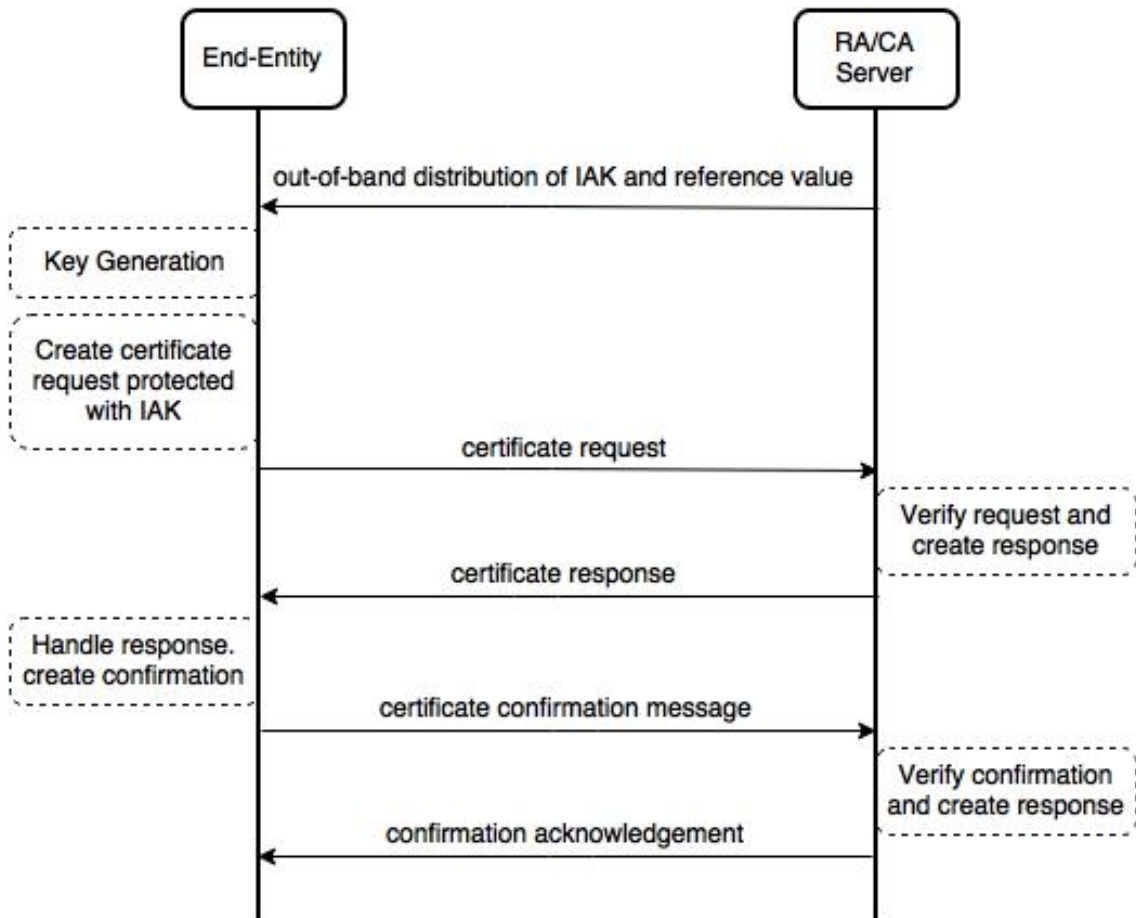 End-Entity
RA/CA
Server
out-of-band distribution of IAK and reference value
Key Generation
Create certificate
request protected
with IAK
certificate request
Verify request and
create response
certificate response
Handle response.
create confirmation
certificate confirmation message
Verify confirmation
and create response
confirmation acknowledgement